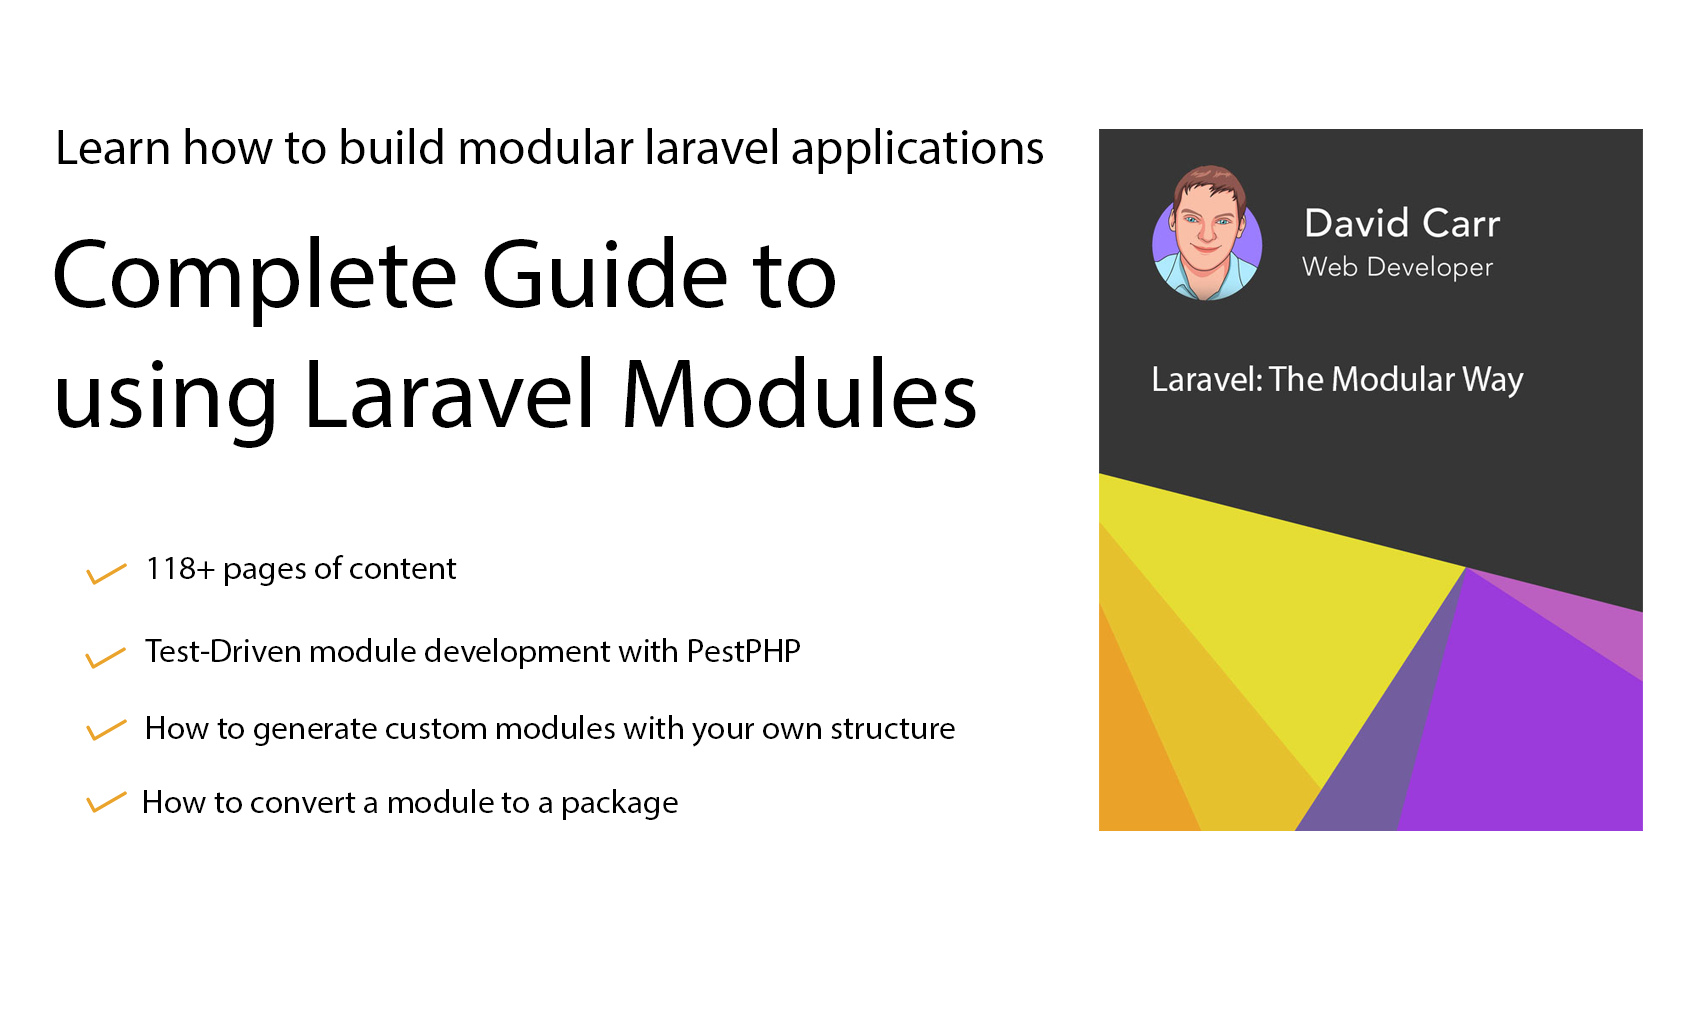 Learn how to build modular laravel applications
Complete Guide to
using Laravel Modules
118+ pages of content
Test-Driven module development with PestPHP
How to generate custom modules with your own structure
How to convert a module to a package
David Carr
Web Developer
Laravel: The Modular Way